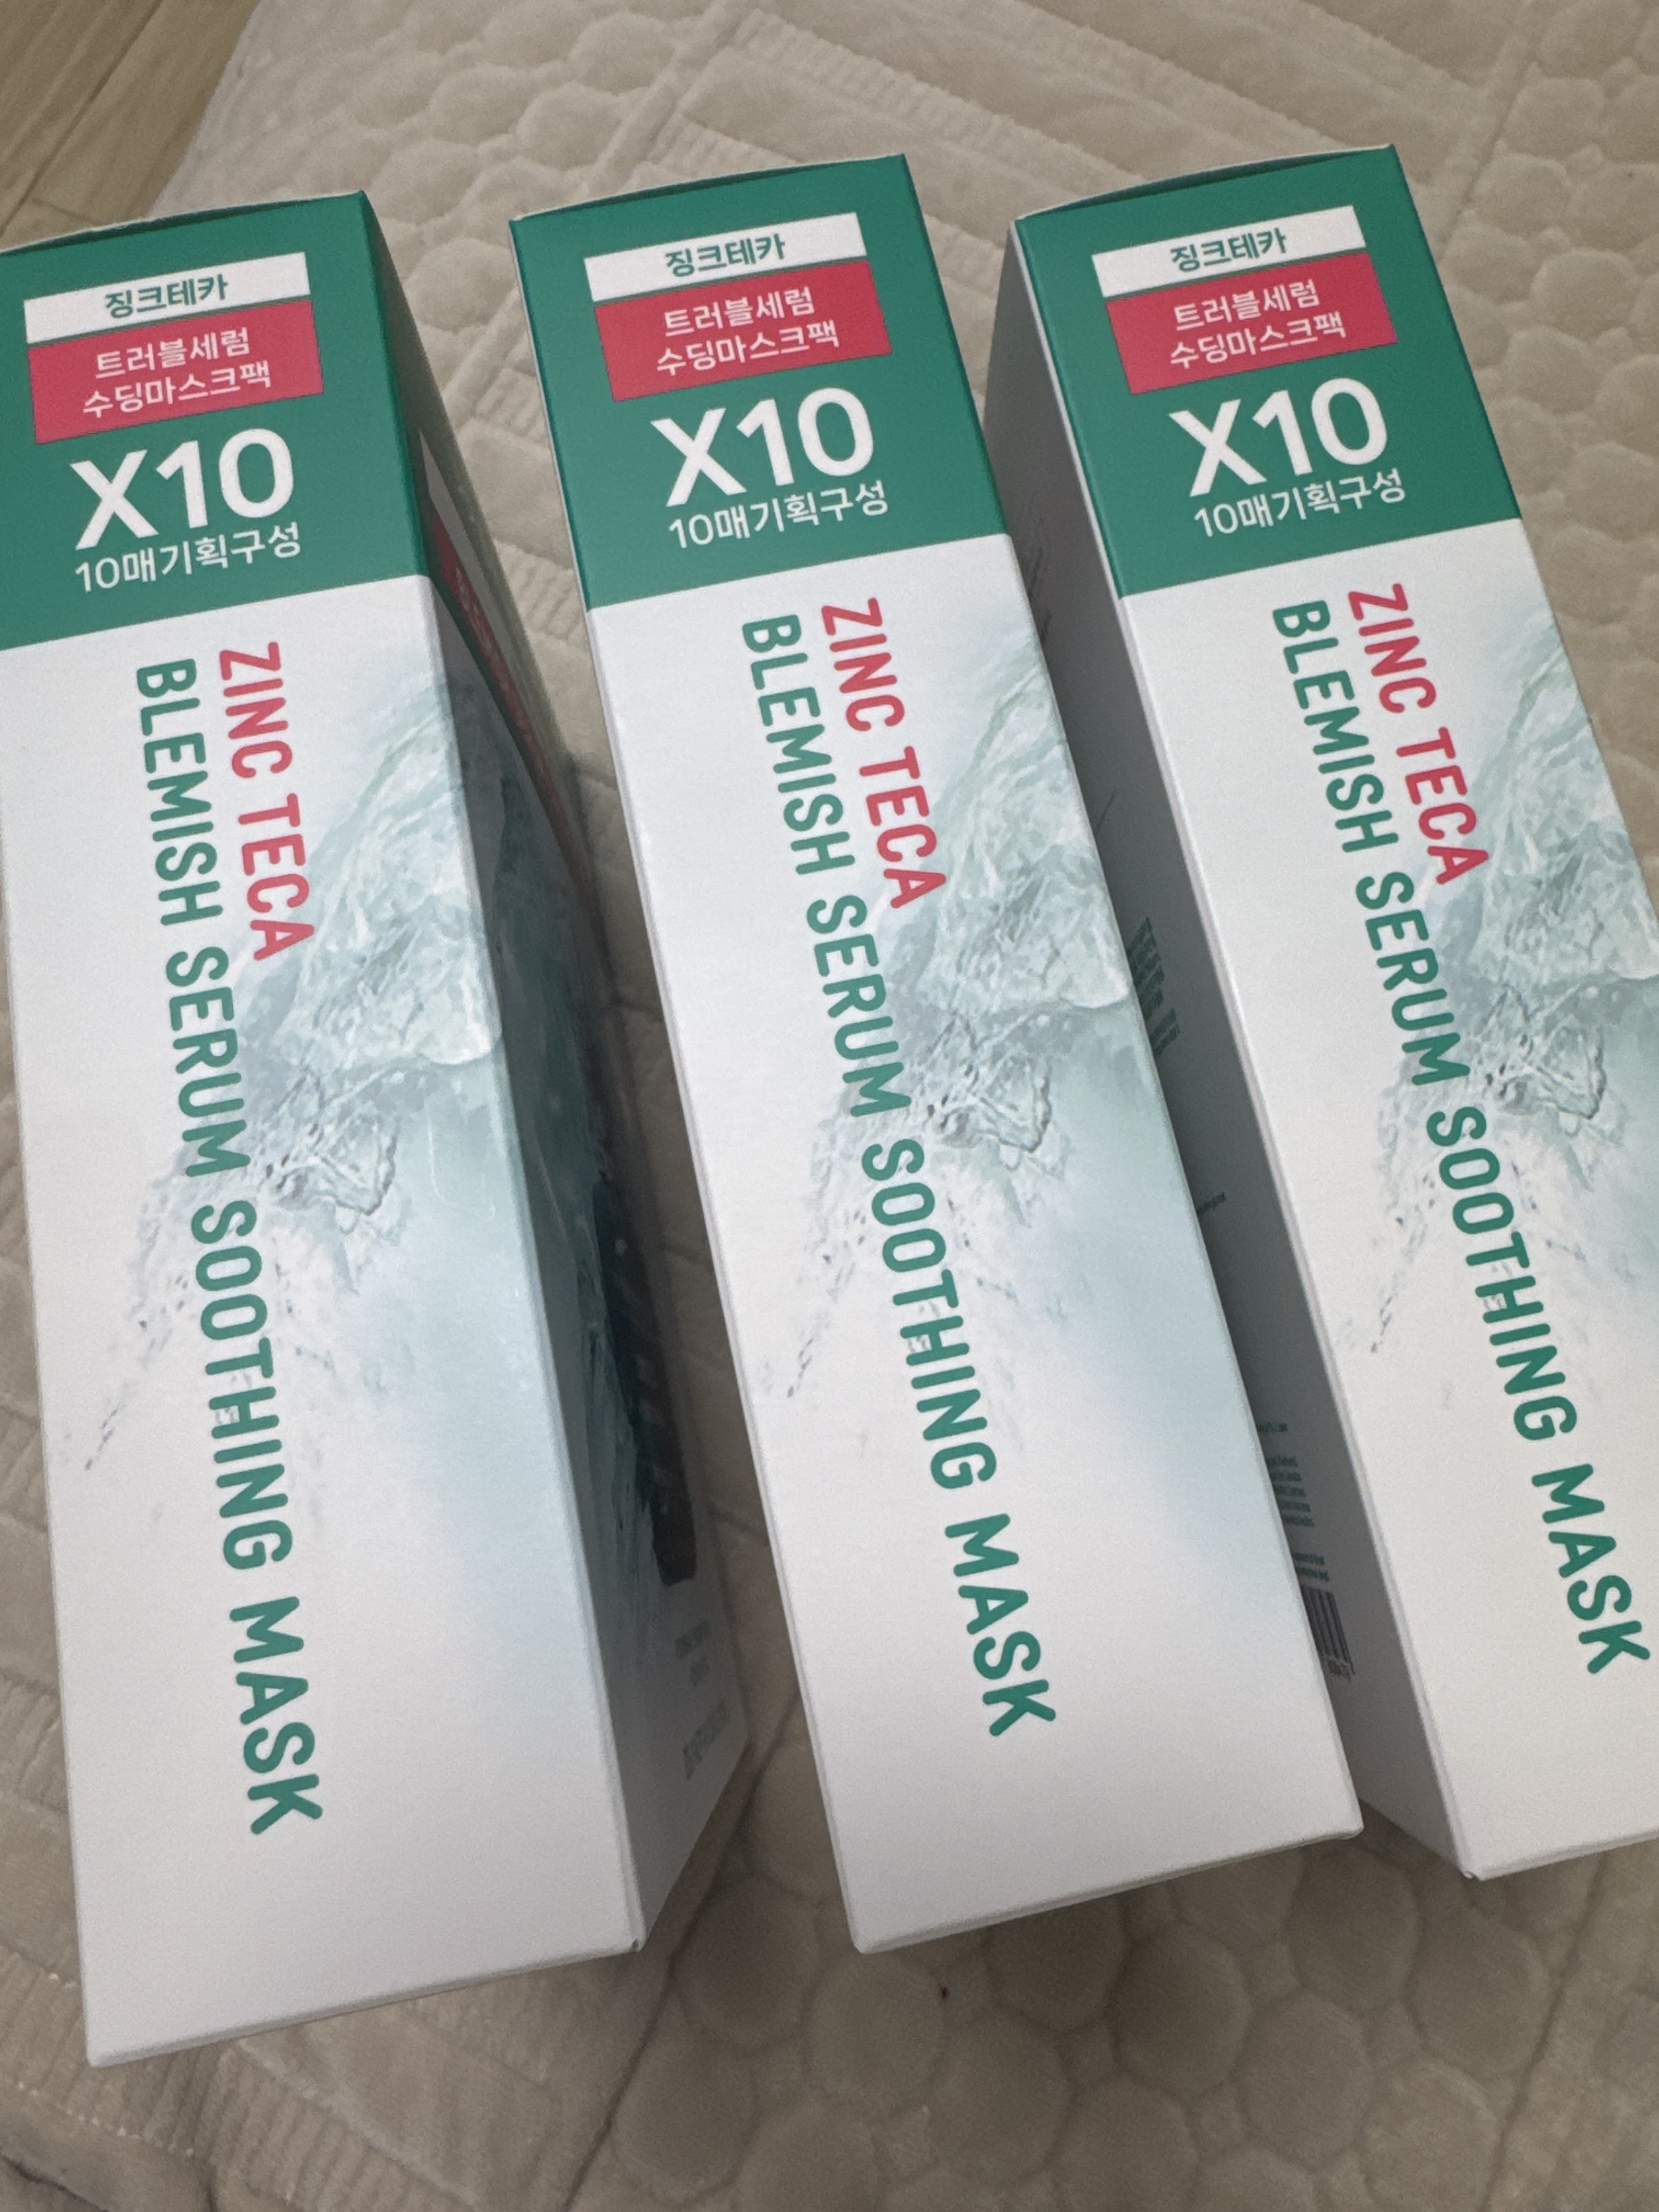 징크테카
트러블세럼
수딩마스크팩
X10
10매기획구성
ZINC TECA
BLEMISH SERUM SOOTHING MASK
징크테카
트러블세럼
수딩마스크팩
X10
10매기획구성
ZINC TECA
BLEMISH SERUM SOOTHING MASK
징크테카
트러블세럼
수딩마스크팩
X10
10매기획구성
ZINC TECA
BLEMISH SERUM SOOTHING MASK